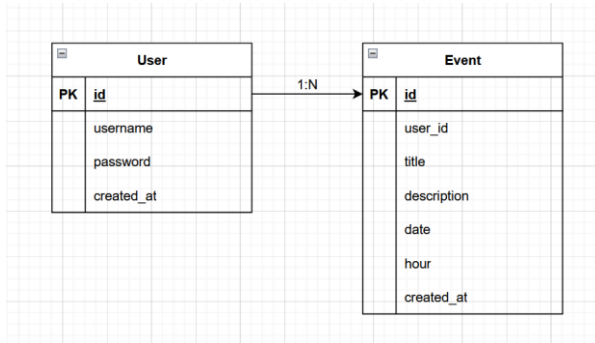 User
PK id
username
password
created_at
1:N
Event
PK id
user_id
title
description
date
hour
created_at